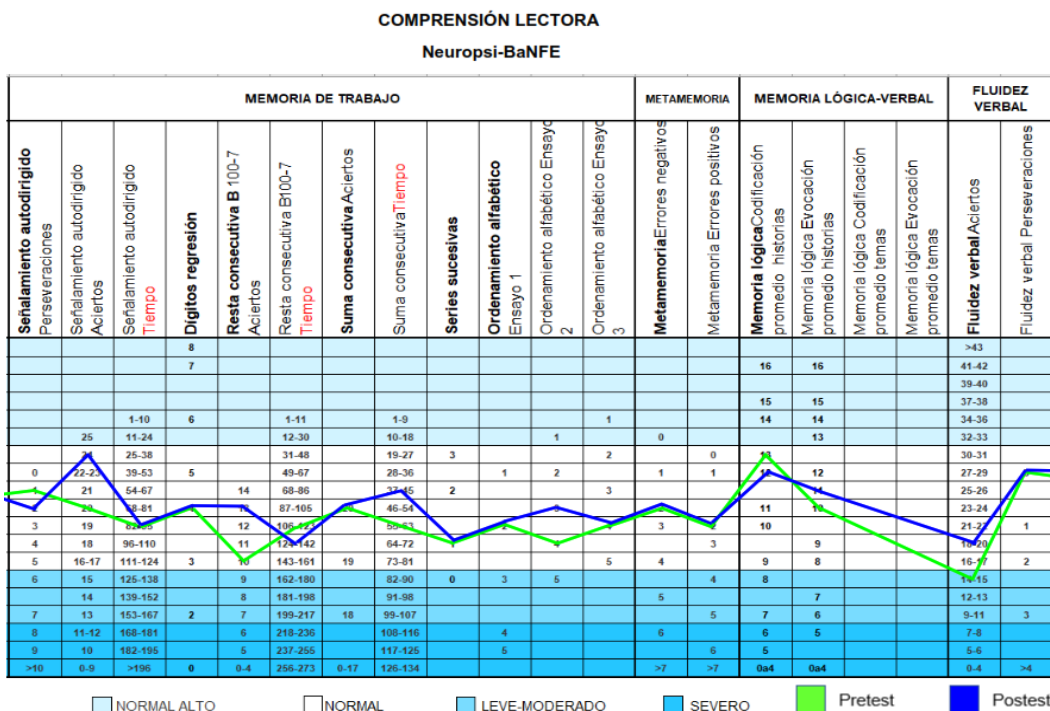 COMPRENSIÓN LECTORA
Neuropsi-BaNFE
MEMORIA DE TRABAJO METAMEMORIA MEMORIA LÓGICA-VERBAL FLUIDEZ
VERBAL
Señalamiento autodirigido
Perseveraciones
Señalamiento autodirigido
Aciertos
Señalamiento autodirigido
Tiempo
Dígitos regresión
Resta consecutiva B 100-7
Aciertos
Resta consecutiva B100-7
Tiempo
Suma consecutiva Aciertos
Suma consecutivaTiempo
Series sucesivas
Ordenamiento alfabético
Ensayo 1
Ordenamiento alfabético Ensayo
2
Ordenamiento alfabético Ensayo
3
MetamemoriaErrores negativos
Metamemoria Errores positivos
Memoria lógicaCodificación
promedio historias
Memoria lógica Evocación
promedio historias
Memoria lógica Codificación
promedio temas
Memoria lógica Evocación
promedio temas
Fluidez verbal Aciertos
Fluidez verbal Perseveraciones
8 >43
7 16 16 41-42
39-40
15 15 37-38
1-10 6 1-11 1-9 1 14 14 34-36
25 11-24 12-30 10-18 1 0 13 32-33
25-38 31-48 19-27 3 2 0 30-31
0 22-23 39-53 5 49-67 28-36 1 2 1 1 12 27-29
21 54-67 14 68-86 37-45 2 3 25-26
68-81 87-105 46-54 11 23-24
3 19 12 106-123 55-63 3 10 21-22 1
4 18 96-110 11 124-142 64-72 3 9 18-20
5 16-17 111-124 3 10 143-161 19 73-81 5 4 9 8 16-17 2
6 15 125-138 9 162-180 82-90 0 3 5 4 8 14-15
14 139-152 8 181-198 91-98 5 7 12-13
7 13 153-167 2 7 199-217 18 99-107 5 7 6 9-11 3
8 11-12 168-181 6 218-236 108-116 4 6 6 5 7-8
9 10 182-195 5 237-255 117-125 5 6 5 5-6
>10 0-9 >196 0 0-4 256-273 0-17 126-134 >7 >7 0a4 0a4 0-4 >4
NORMAL ALTO NORMAL LEVE-MODERADO SEVERO Pretest Postest